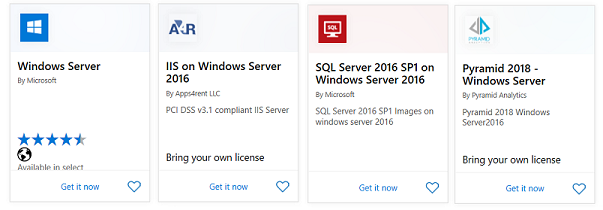 Windows Server
By Microsoft
Available in select
Get it now
AKR
IIS on Windows Server
2016
By Apps4rent LLC
PCI DSS v3.1 compliant IIS Server
Bring your own license
Get it now
SQL
SQL Server 2016 SP1 on
Windows Server 2016
By Microsoft
SQL Server 2016 SP1 Images on
windows server 2016
Get it now
PYRAMID
Pyramid 2018 -
Windows Server
By Pyramid Analytics
Pyramid 2018 Windows
Server2016
Bring your own license
Get it now